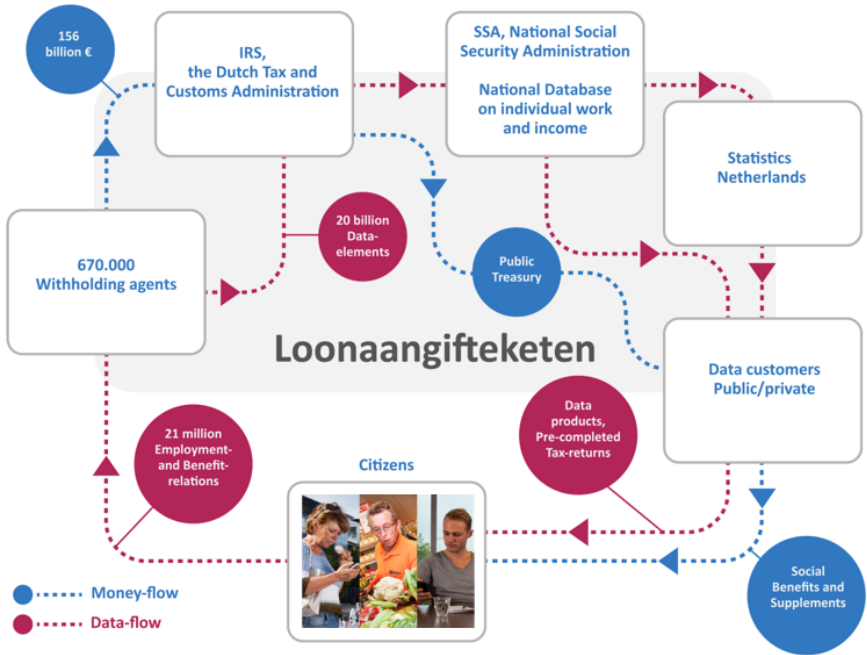 156
billion €
IRS,
the Dutch Tax and
Customs Administration
SSA, National Social
Security Administration
National Database
on individual work
and income
Statistics
Netherlands
20 billion
Data-
elements
670.000
Withholding agents
Public
Treasury
Loonaangifteketen
Data customers
Public/private
21 million
Employment-
and Benefit-
relations
Data
products,
Pre-completed
Tax-returns
Citizens
Social
Benefits and
Supplements
Money-flow
Data-flow